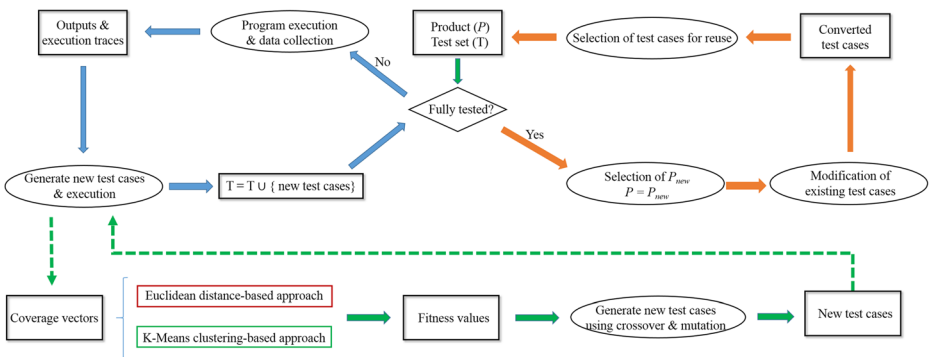 Outputs &
execution traces
Program execution
& data collection
Product (P)
Test set (T)
Selection of test cases for reuse
Converted
test cases
No
Fully tested?
Yes
Generate new test cases
& execution
T = T ∪ { new test cases}
Selection of Pnew
P = Pnew
Modification of
existing test cases
Coverage vectors
Euclidean distance-based approach
K-Means clustering-based approach
Fitness values
Generate new test cases
using crossover & mutation
New test cases